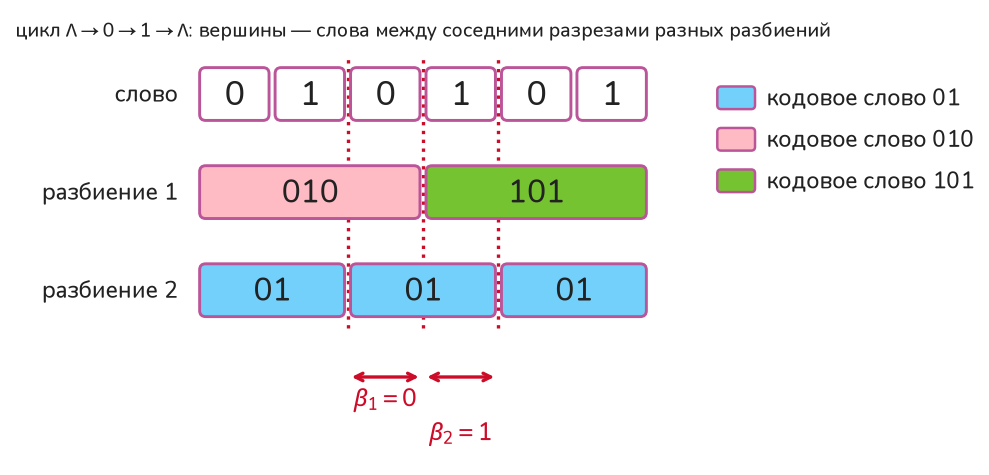 цикл Λ → 0 → 1 → Λ: вершины — слова между соседними разрезами разных разбиений
слово 0 1 0 1 0 1
кодовое слово 01
кодовое слово 010
кодовое слово 101
разбиение 1 010 101
разбиение 2 01 01 01
β₁ = 0
β₂ = 1